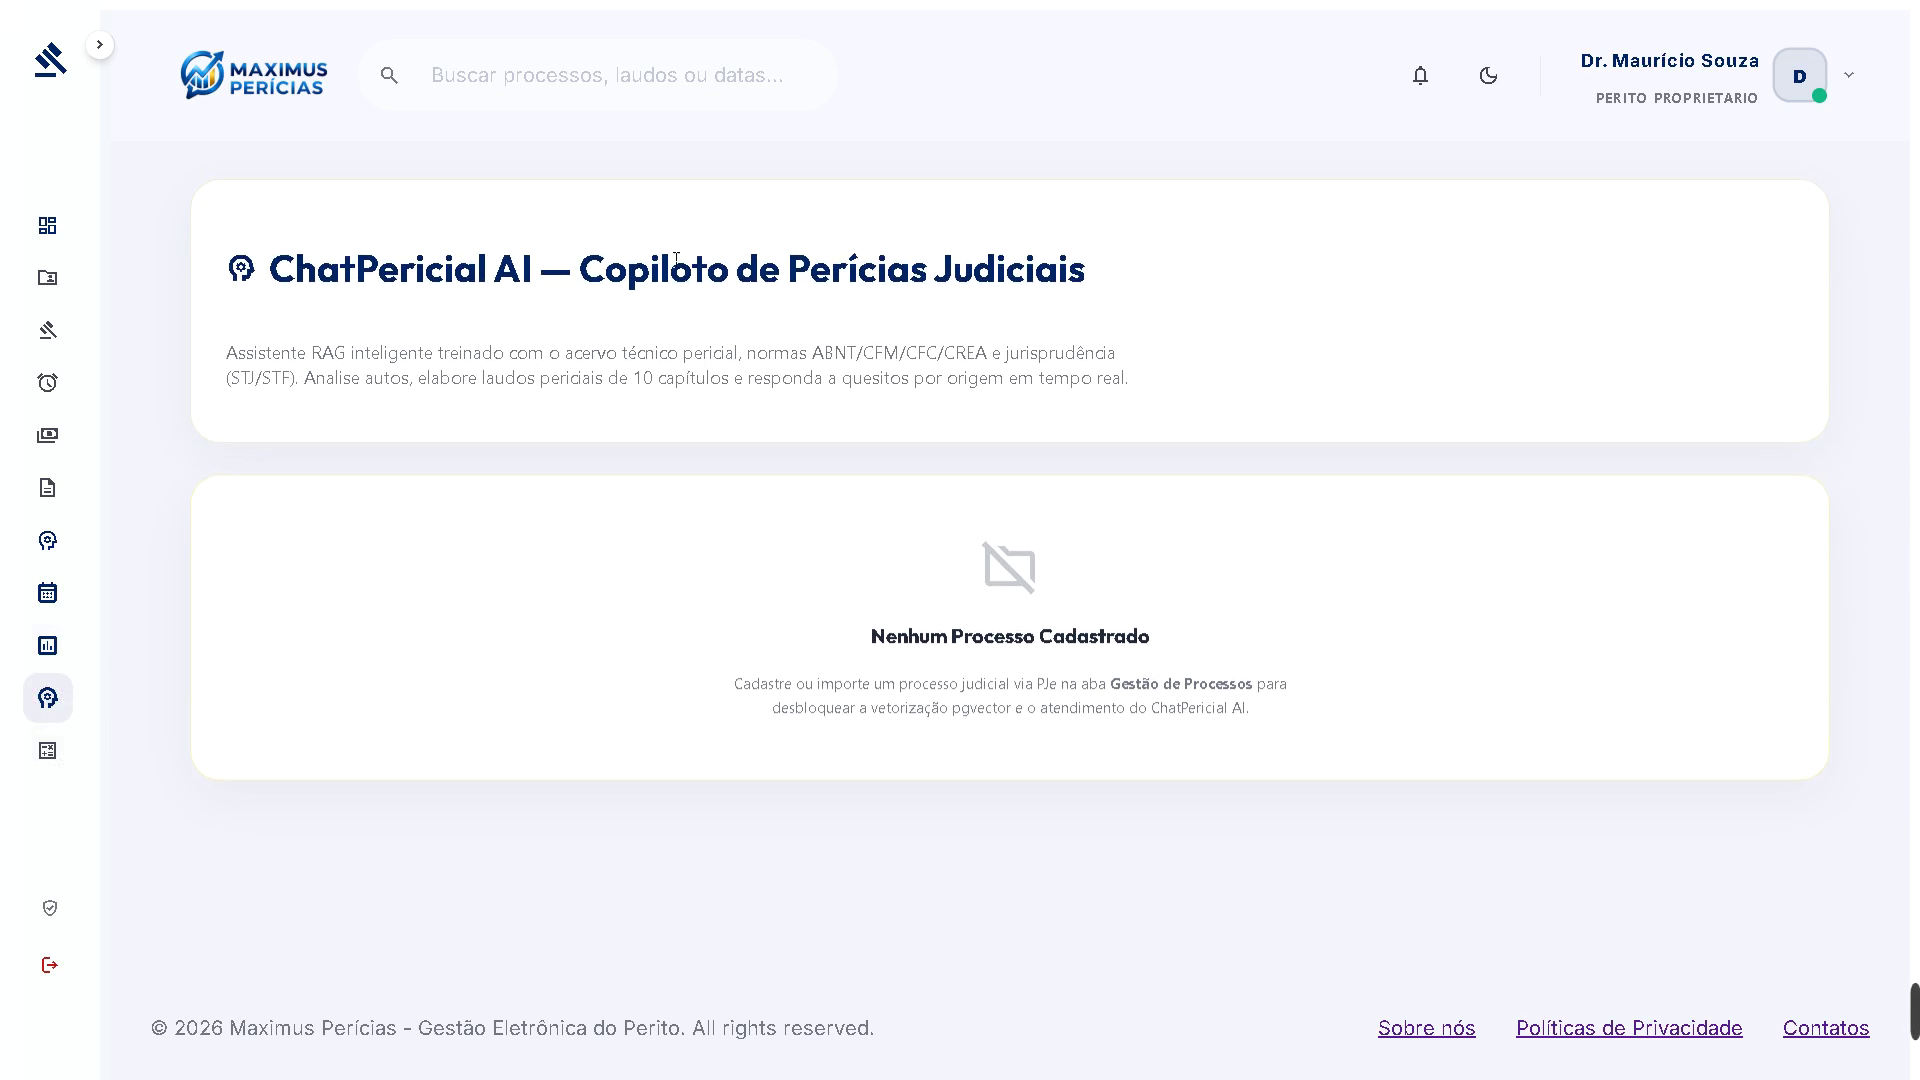 MAXIMUS
PERÍCIAS
Buscar processos, laudos ou datas...
Dr. Maurício Souza
PERITO PROPRIETARIO
D
ChatPericial AI — Copiloto de Perícias Judiciais
Assistente RAG inteligente treinado com o acervo técnico pericial, normas ABNT/CFM/CFC/CREA e jurisprudência
(STJ/STF). Analise autos, elabore laudos periciais de 10 capítulos e responda a quesitos por origem em tempo real.
Nenhum Processo Cadastrado
Cadastre ou importe um processo judicial via PJe na aba Gestão de Processos para
desbloquear a vetorização pgvector e o atendimento do ChatPericial AI.
© 2026 Maximus Perícias - Gestão Eletrônica do Perito. All rights reserved.
Sobre nós
Políticas de Privacidade
Contatos